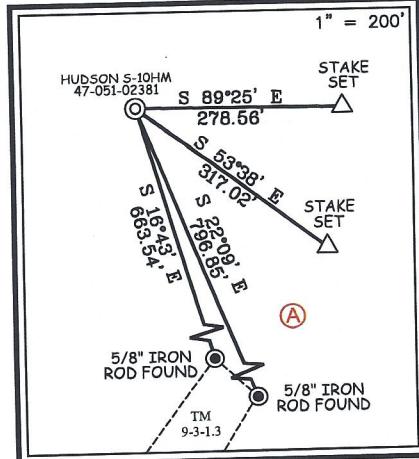 1" = 200'
HUDSON S-10HM
47-051-02381
STAKE
SET
S 89°25' E
278.56'
S 53°38' E
317.02'
STAKE
SET
S 16°43' E
663.54'
S 22°09' E
796.85'
A
5/8" IRON
ROD FOUND
5/8" IRON
ROD FOUND
TM
9-3-1.3